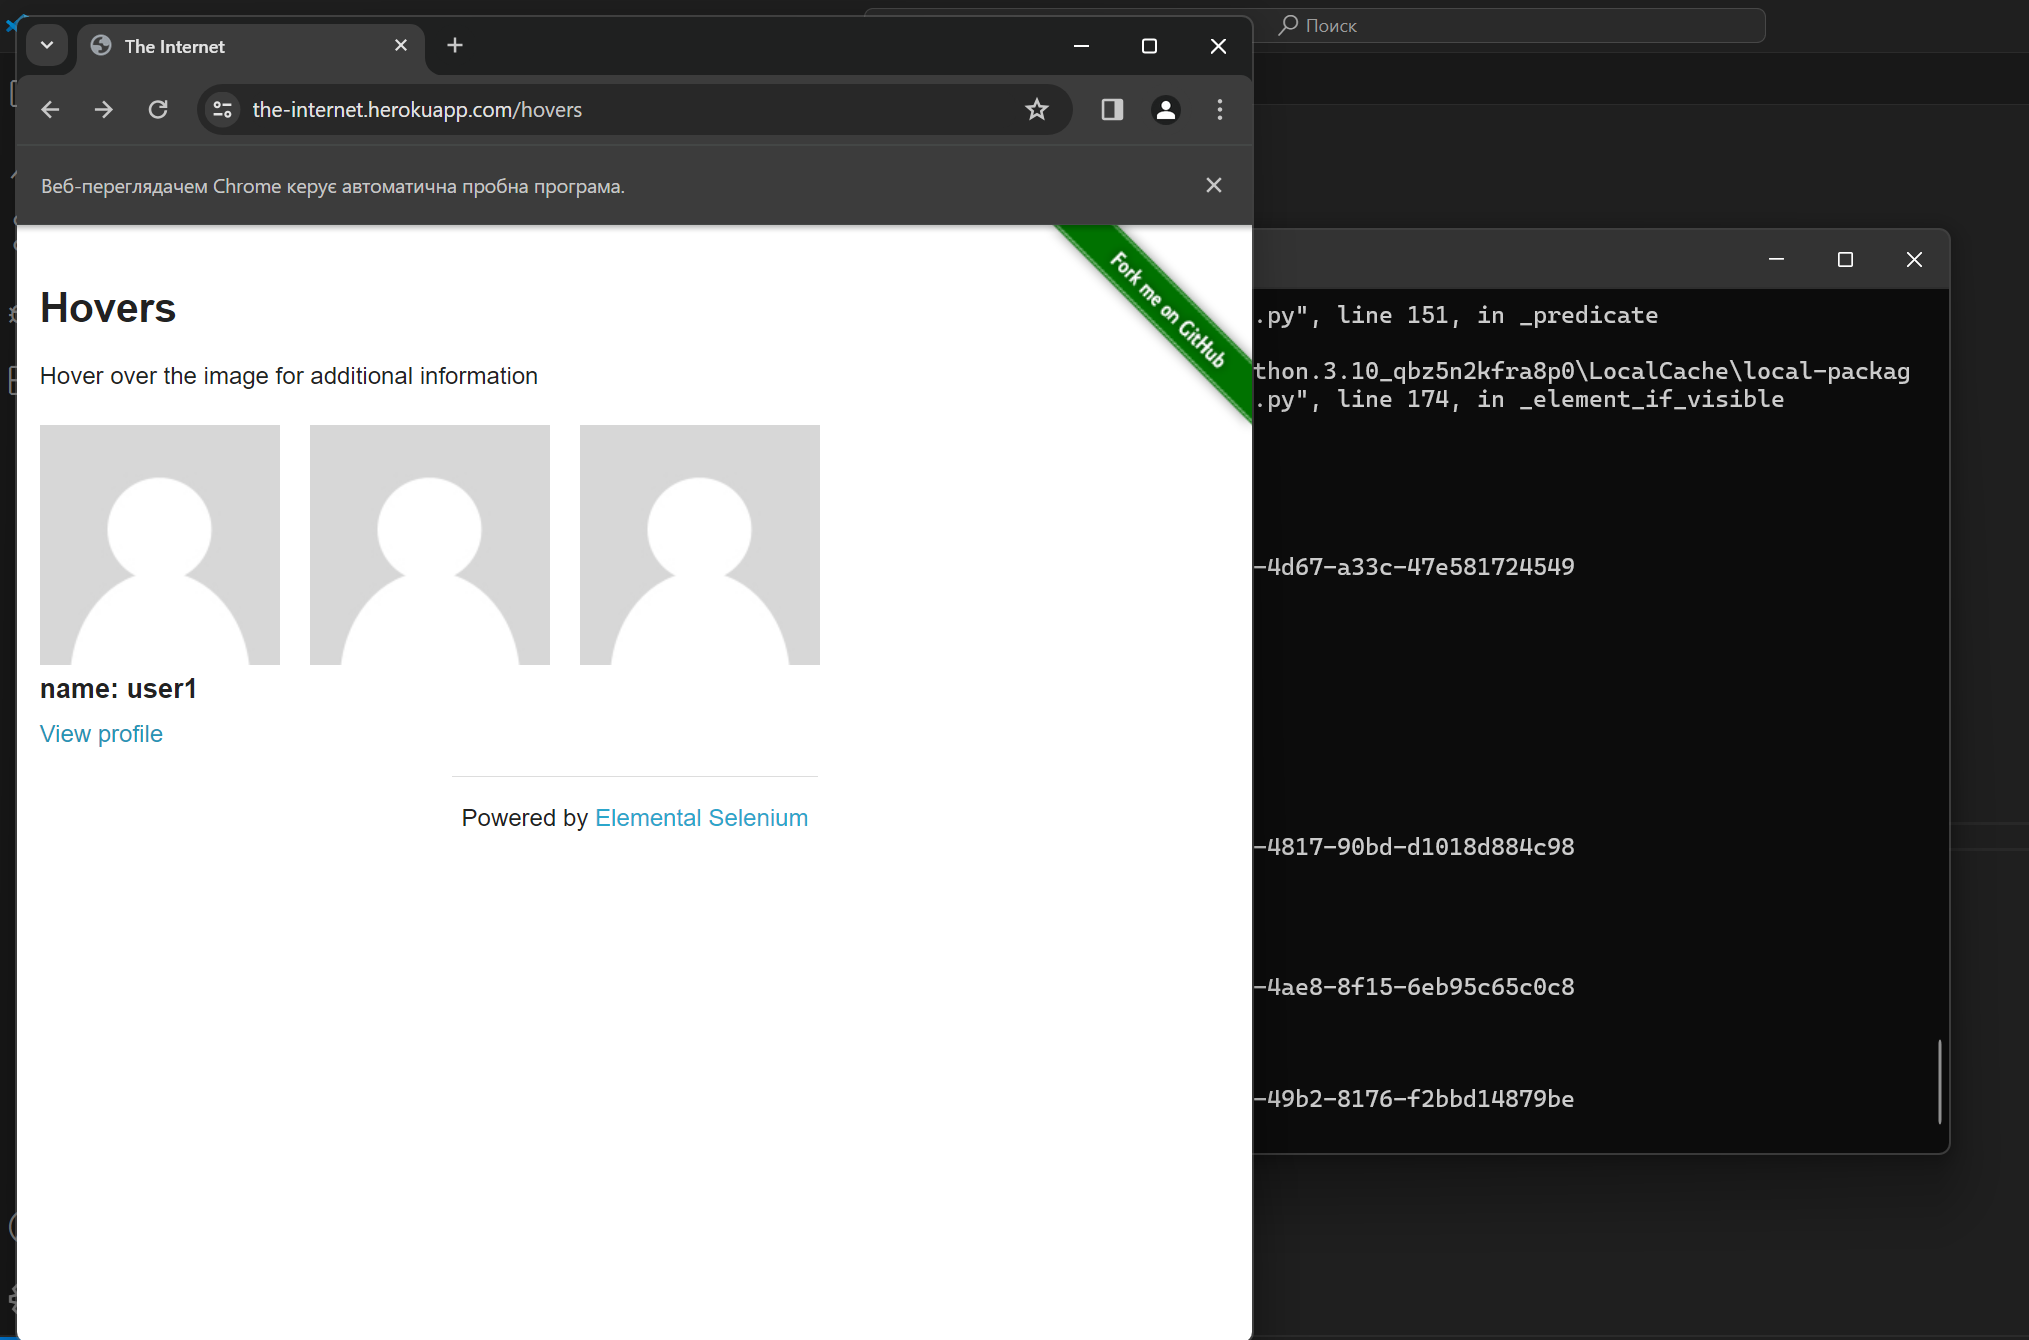 Поиск
The Internet
the-internet.herokuapp.com/hovers
Веб-переглядачем Chrome керує автоматична пробна програма.
Fork me on GitHub
Hovers
Hover over the image for additional information
name: user1
View profile
Powered by Elemental Selenium
.py", line 151, in _predicate
thon.3.10_qbz5n2kfra8p0\LocalCache\local-packag
.py", line 174, in _element_if_visible
-4d67-a33c-47e581724549
-4817-90bd-d1018d884c98
-4ae8-8f15-6eb95c65c0c8
-49b2-8176-f2bbd14879be